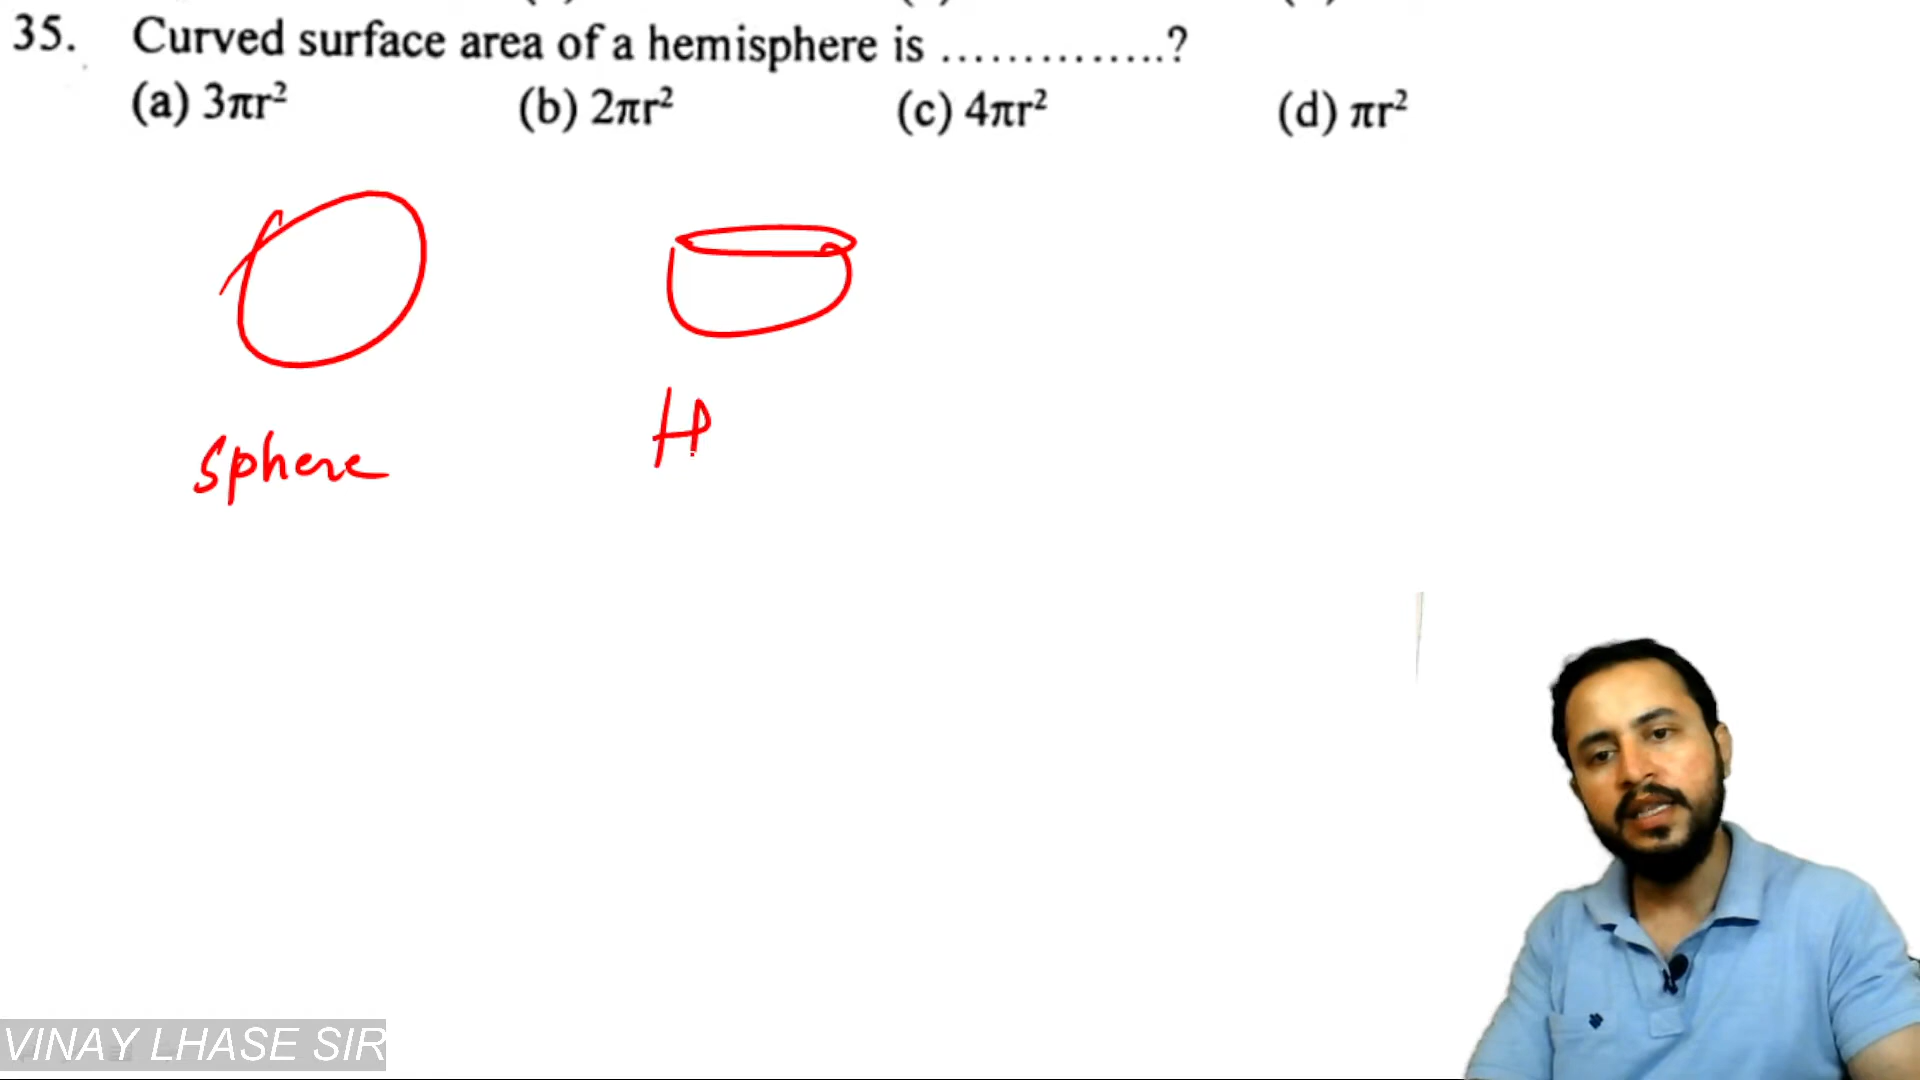 35. Curved surface area of a hemisphere is ..............?
(a) 3πr² (b) 2πr² (c) 4πr² (d) πr²
Sphere
VINAY LHASE SIR